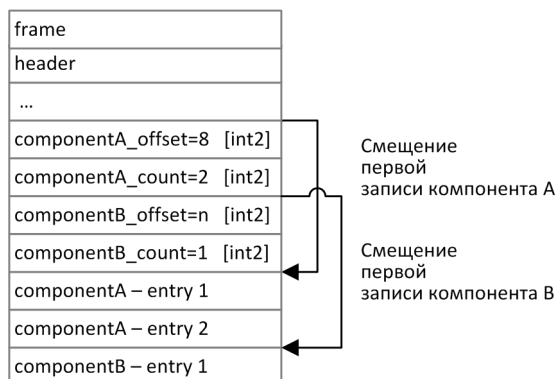 frame
header
...
componentA_offset=8 [int2]
componentA_count=2 [int2]
componentB_offset=n [int2]
componentB_count=1 [int2]
componentA – entry 1
componentA – entry 2
componentB – entry 1
Смещение
первой
записи компонента A
Смещение
первой
записи компонента B